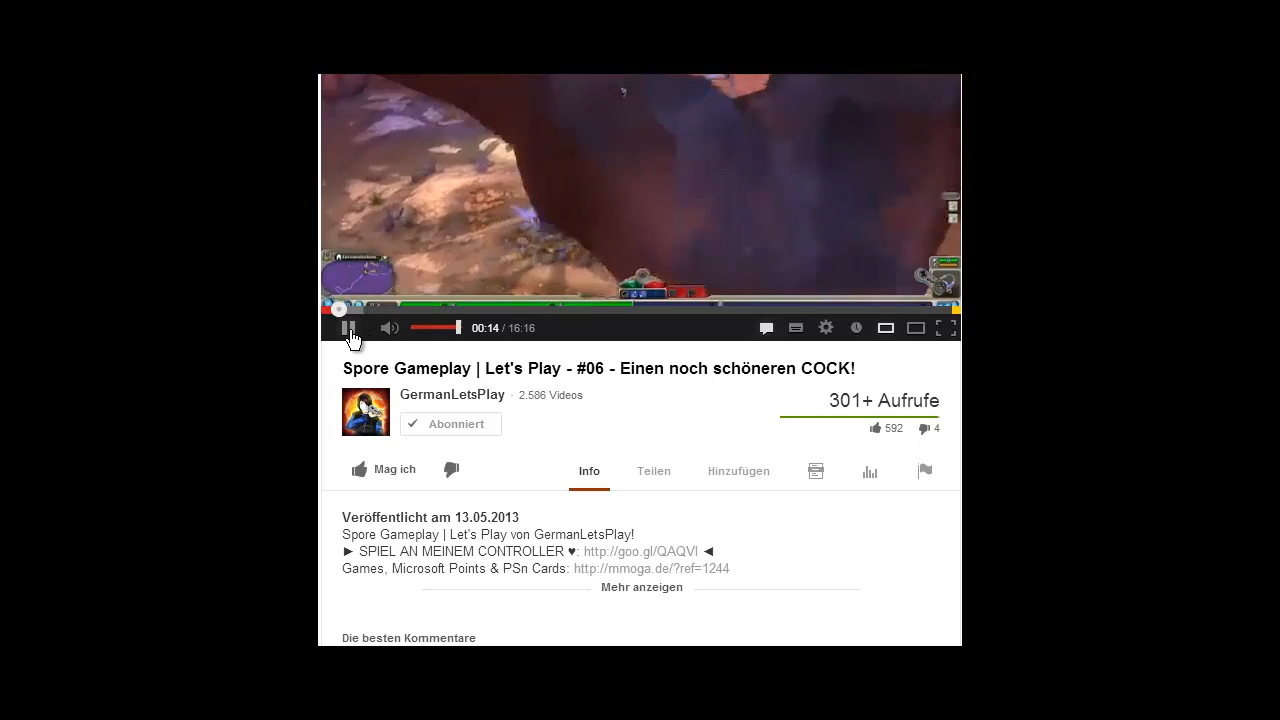 00:14 / 16:16
Spore Gameplay | Let's Play - #06 - Einen noch schöneren COCK!
GermanLetsPlay · 2.586 Videos
Abonniert
301+ Aufrufe
592 4
Mag ich
Info Teilen Hinzufügen
Veröffentlicht am 13.05.2013
Spore Gameplay | Let's Play von GermanLetsPlay!
► SPIEL AN MEINEM CONTROLLER ♥: http://goo.gl/QAQVl ◄
Games, Microsoft Points & PSn Cards: http://mmoga.de/?ref=1244
Mehr anzeigen
Die besten Kommentare